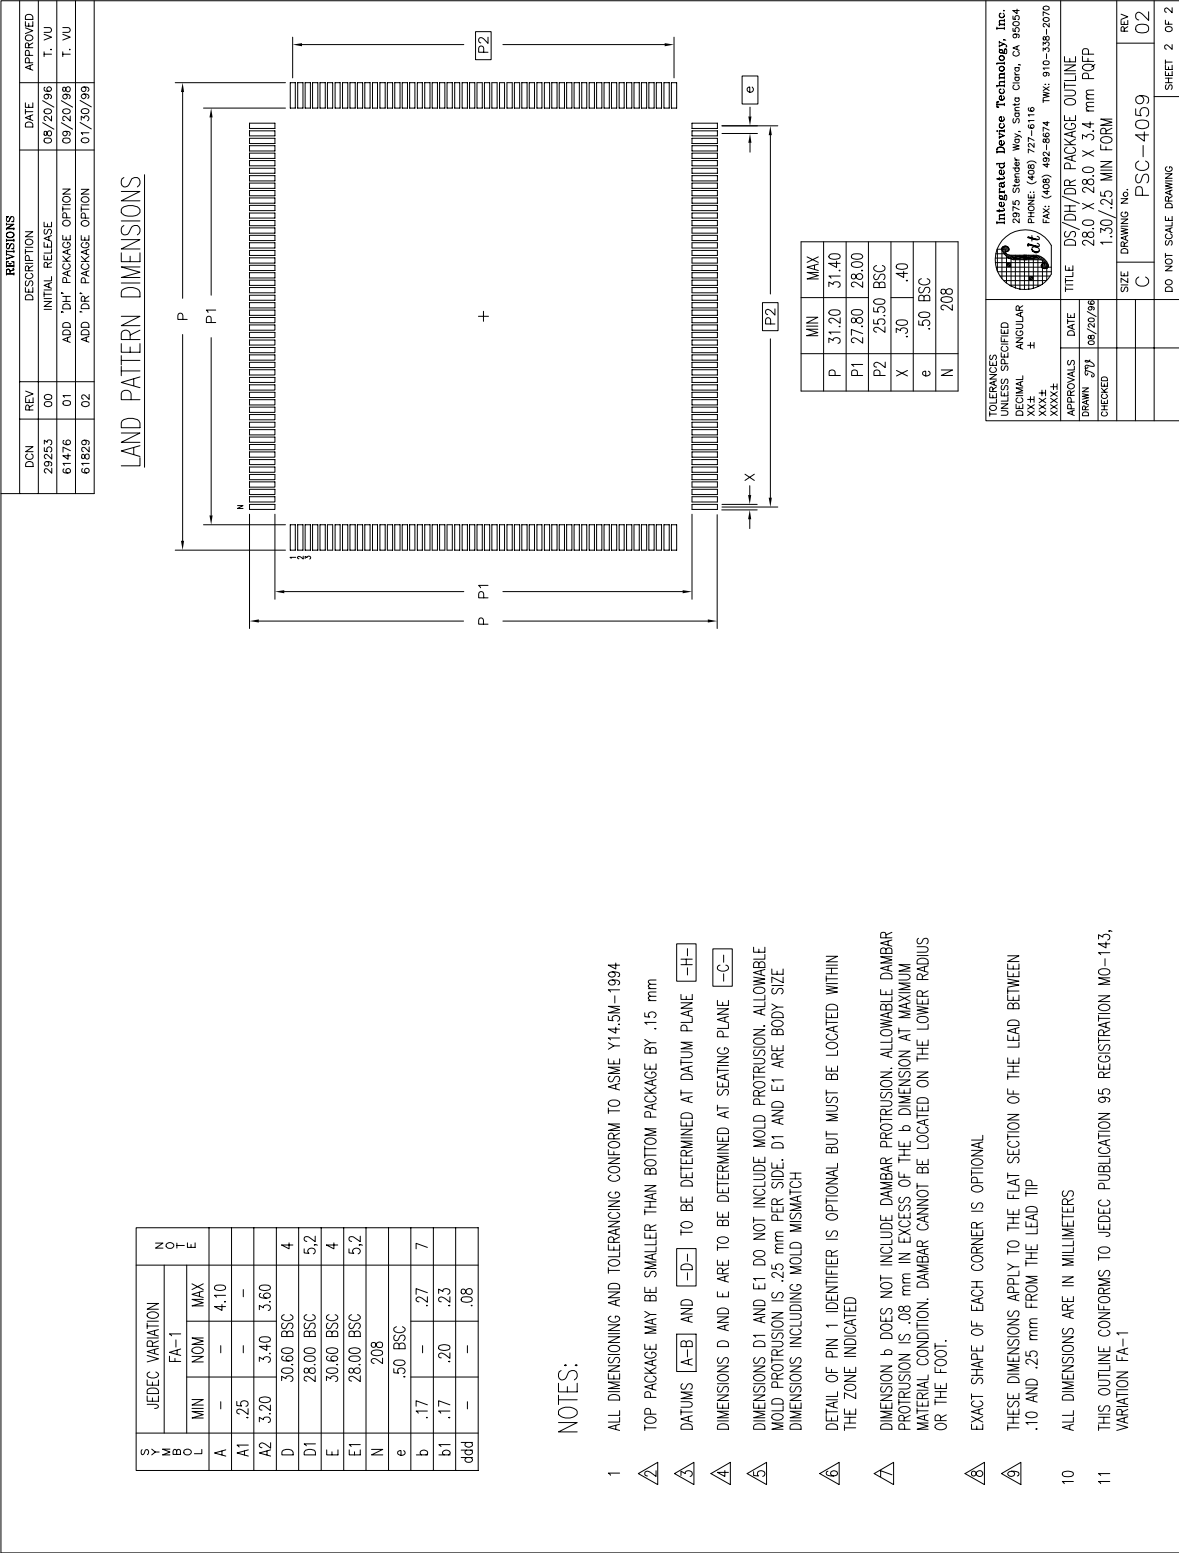 REVISIONS
DCN REV DESCRIPTION DATE APPROVED
29253 00 INITIAL RELEASE 08/20/96 T. VU
61476 01 ADD 'DH' PACKAGE OPTION 09/20/98 T. VU
61829 02 ADD 'DR' PACKAGE OPTION 01/30/99
LAND PATTERN DIMENSIONS
P
P1
P2
N
1
2
3
P
P1
X
e
P2
MIN MAX
P 31.20 31.40
P1 27.80 28.00
P2 25.50 BSC
X .30 .40
e .50 BSC
N 208
SYMBOL JEDEC VARIATION NOTE
FA-1
MIN NOM MAX
A - - 4.10
A1 .25 - -
A2 3.20 3.40 3.60
D 30.60 BSC 4
D1 28.00 BSC 5,2
E 30.60 BSC 4
E1 28.00 BSC 5,2
N 208
e .50 BSC
b .17 - .27 7
b1 .17 .20 .23
ddd - - .08
NOTES:
1 ALL DIMENSIONING AND TOLERANCING CONFORM TO ASME Y14.5M-1994
2 TOP PACKAGE MAY BE SMALLER THAN BOTTOM PACKAGE BY .15 mm
3 DATUMS A-B AND -D- TO BE DETERMINED AT DATUM PLANE -H-
4 DIMENSIONS D AND E ARE TO BE DETERMINED AT SEATING PLANE -C-
5 DIMENSIONS D1 AND E1 DO NOT INCLUDE MOLD PROTRUSION. ALLOWABLE
MOLD PROTRUSION IS .25 mm PER SIDE. D1 AND E1 ARE BODY SIZE
DIMENSIONS INCLUDING MOLD MISMATCH
6 DETAIL OF PIN 1 IDENTIFIER IS OPTIONAL BUT MUST BE LOCATED WITHIN
THE ZONE INDICATED
7 DIMENSION b DOES NOT INCLUDE DAMBAR PROTRUSION. ALLOWABLE DAMBAR
PROTRUSION IS .08 mm IN EXCESS OF THE b DIMENSION AT MAXIMUM
MATERIAL CONDITION. DAMBAR CANNOT BE LOCATED ON THE LOWER RADIUS
OR THE FOOT.
8 EXACT SHAPE OF EACH CORNER IS OPTIONAL
9 THESE DIMENSIONS APPLY TO THE FLAT SECTION OF THE LEAD BETWEEN
.10 AND .25 mm FROM THE LEAD TIP
10 ALL DIMENSIONS ARE IN MILLIMETERS
11 THIS OUTLINE CONFORMS TO JEDEC PUBLICATION 95 REGISTRATION MO-143,
VARIATION FA-1
TOLERANCES
UNLESS SPECIFIED
DECIMAL ANGULAR
XX± ±
XXX±
XXXX±
APPROVALS DATE
DRAWN TV 08/20/96
CHECKED
idt
Integrated Device Technology, Inc.
2975 Stender Way, Santa Clara, CA 95054
PHONE: (408) 727-6116
FAX: (408) 492-8674 TWX: 910-338-2070
TITLE DS/DH/DR PACKAGE OUTLINE
28.0 X 28.0 X 3.4 mm PQFP
1.30/.25 MIN FORM
SIZE DRAWING No. REV
C PSC-4059 02
DO NOT SCALE DRAWING SHEET 2 OF 2